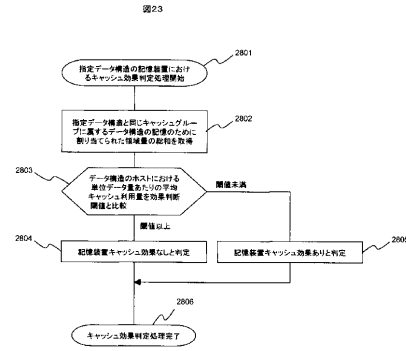 図23
指定データ構造の記憶装置におけ
るキャッシュ効果判定処理開始
2801
指定データ構造と同じキャッシュグルー
プに属するデータ構造の記憶のために
割り当てられた領域量の総和を取得
2802
2803
データ構造のホストにおける
単位データ量あたりの平均
キャッシュ利用量を効果判断
閾値と比較
閾値未満
閾値以上
2804
記憶装置キャッシュ効果なしと判定
2805
記憶装置キャッシュ効果ありと判定
2806
キャッシュ効果判定処理完了